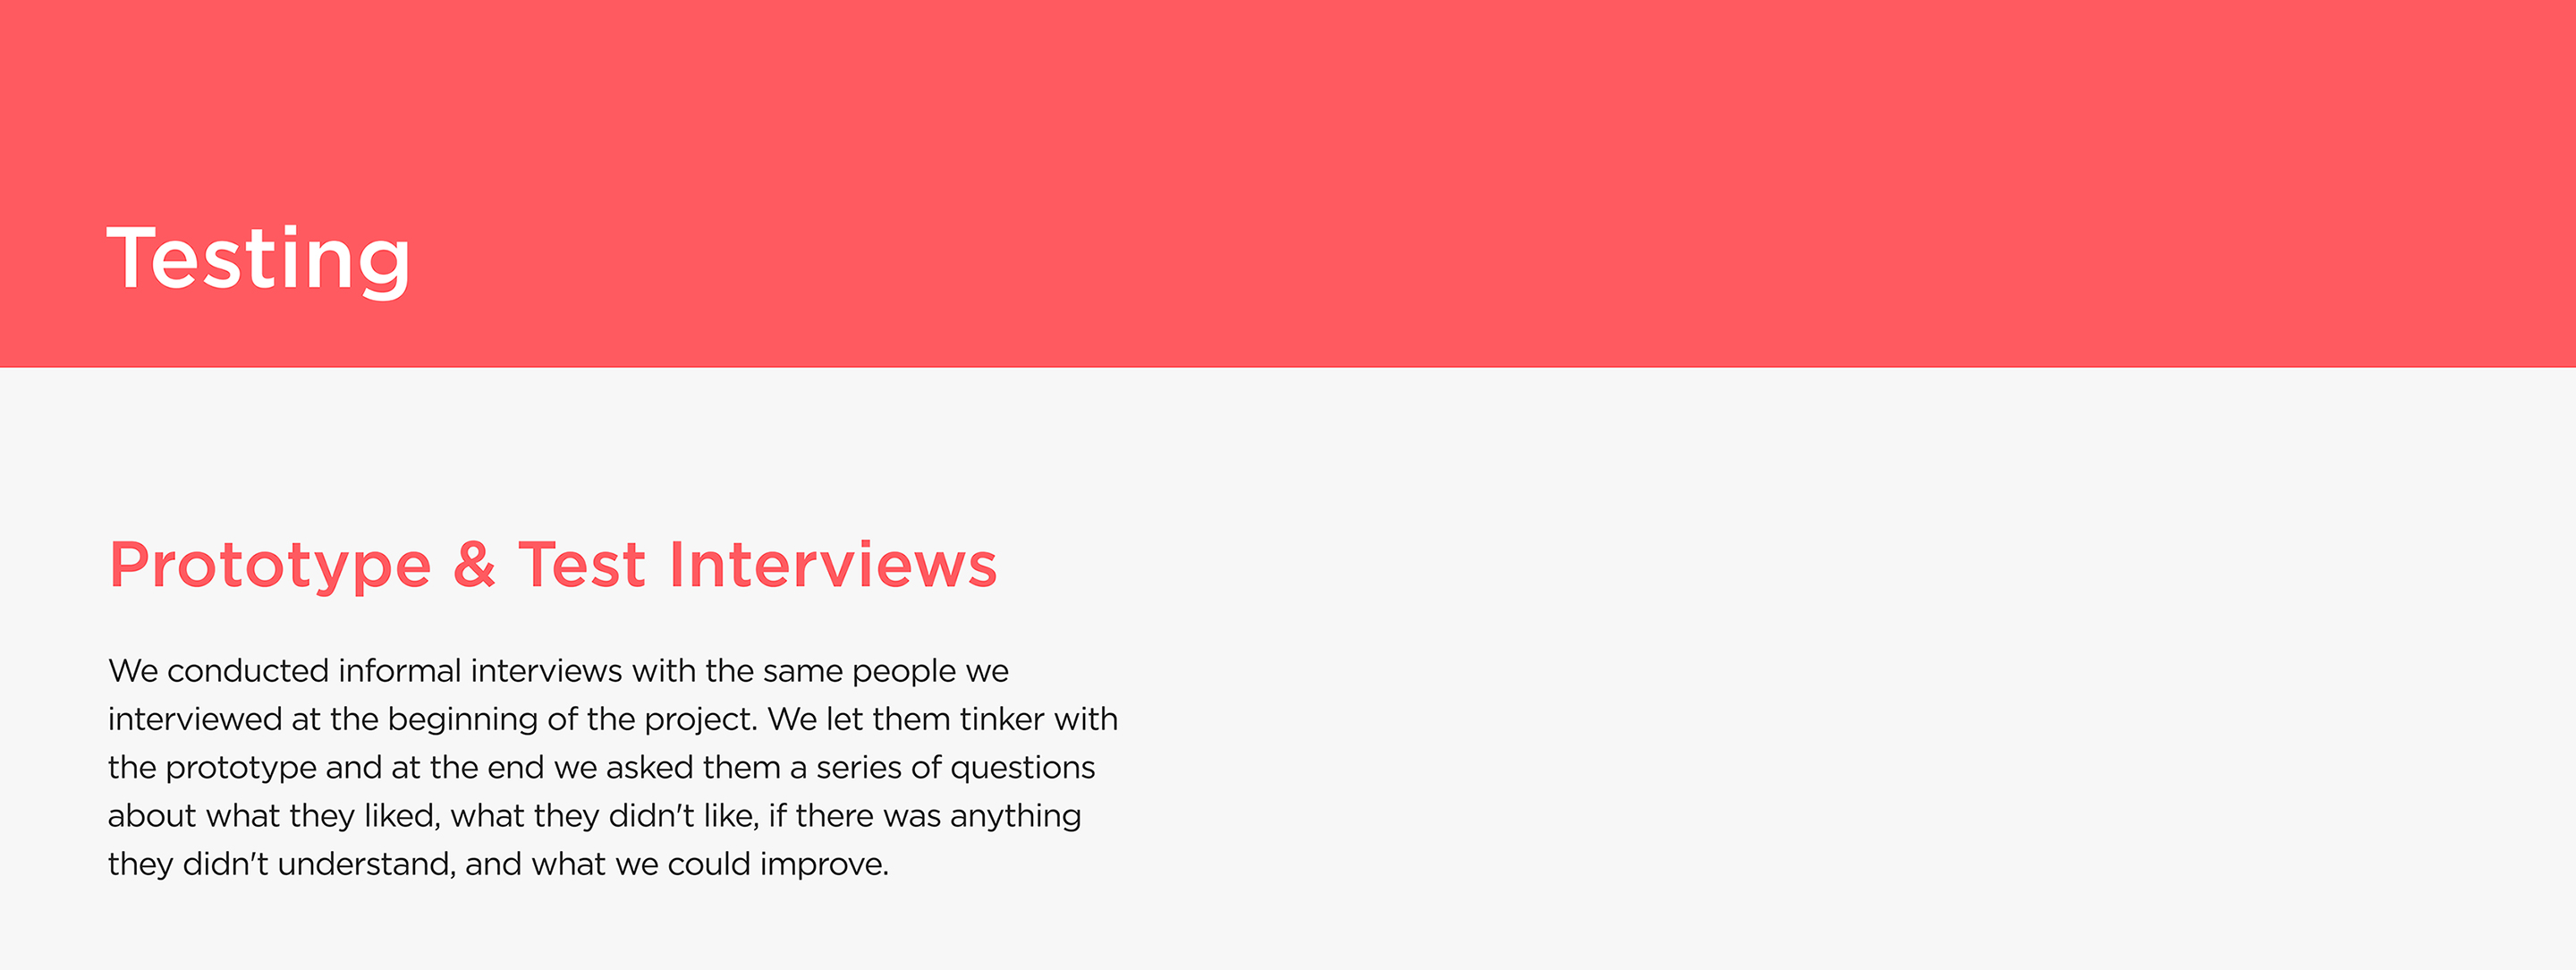 Testing
Prototype & Test Interviews
We conducted informal interviews with the same people we
interviewed at the beginning of the project. We let them tinker with
the prototype and at the end we asked them a series of questions
about what they liked, what they didn't like, if there was anything
they didn't understand, and what we could improve.